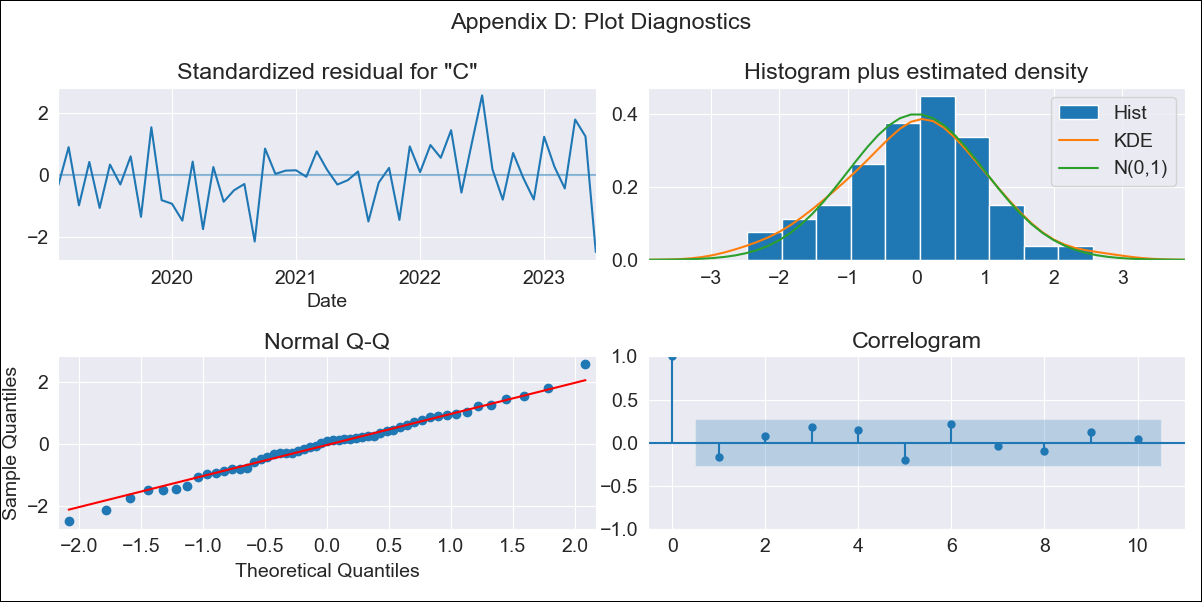 Appendix D: Plot Diagnostics
Standardized residual for "C"
2
0
−2
2020 2021 2022 2023
Date
Histogram plus estimated density
0.4
0.2
0.0
−3 −2 −1 0 1 2 3
Hist
KDE
N(0,1)
Normal Q-Q
Sample Quantiles
2
0
−2
−2.0 −1.5 −1.0 −0.5 0.0 0.5 1.0 1.5 2.0
Theoretical Quantiles
Correlogram
1.0
0.5
0.0
−0.5
−1.0
0 2 4 6 8 10